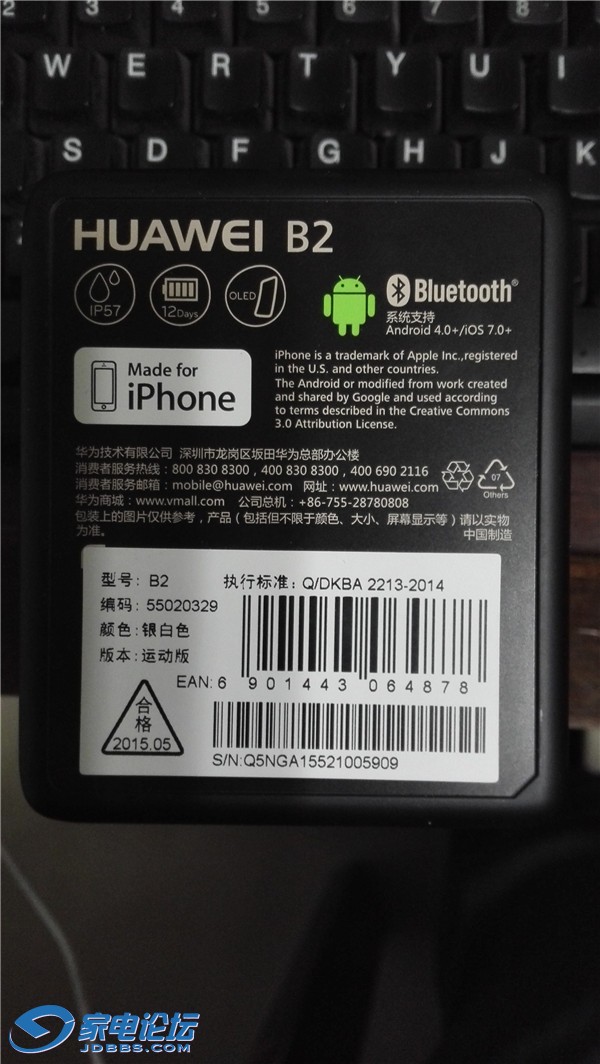 2 3 4 5 6 7 8
W E R T Y U I
S D F G H J K
HUAWEI B2
IP57
12Days
OLED
Bluetooth®
系统支持
Android 4.0+/iOS 7.0+
Made for
iPhone
iPhone is a trademark of Apple Inc.,registered
in the U.S. and other countries.
The Android or modified from work created
and shared by Google and used according
to terms described in the Creative Commons
3.0 Attribution License.
华为技术有限公司 深圳市龙岗区坂田华为总部办公楼
消费者服务热线：800 830 8300，400 830 8300，400 690 2116
消费者服务邮箱：mobile@huawei.com 网址：www.huawei.com
华为商城：www.vmall.com 公司总机：+86-755-28780808
包装上的图片仅供参考，产品（包括但不限于颜色、大小、屏幕显示等）请以实物
为准。
中国制造
07
Others
型号：B2
执行标准：Q/DKBA 2213-2014
编码：55020329
颜色：银白色
版本：运动版
EAN: 6 901443 064878
合
格
2015.05
S/N:Q5NGA15521005909
家电论坛
JDBBS.COM